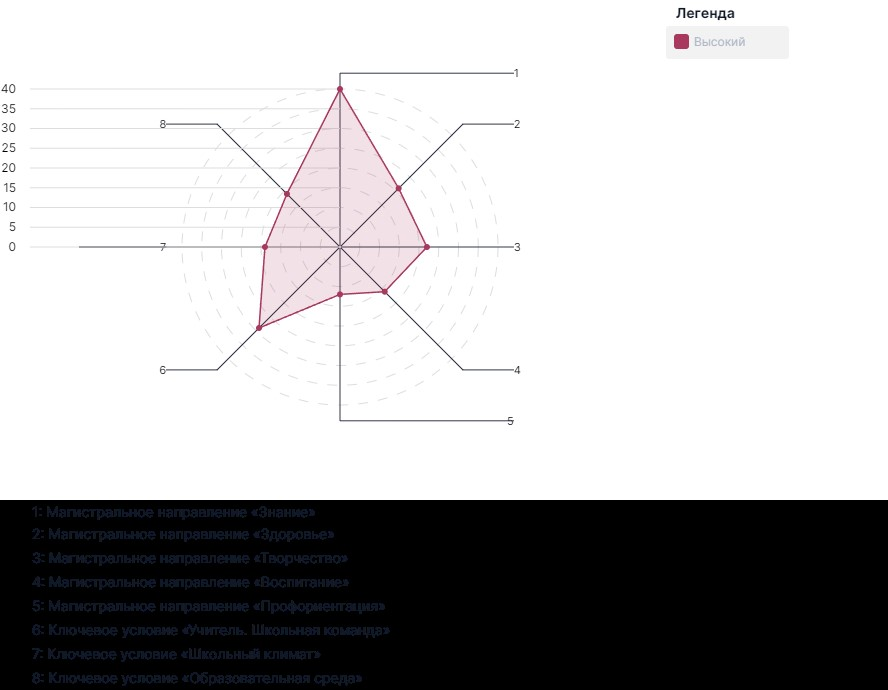 Легенда
Высокий
1
40
35
8
2
30
25
20
15
10
5
0
7
3
6
4
5
1: Магистральное направление «Знание»
2: Магистральное направление «Здоровье»
3: Магистральное направление «Творчество»
4: Магистральное направление «Воспитание»
5: Магистральное направление «Профориентация»
6: Ключевое условие «Учитель. Школьная команда»
7: Ключевое условие «Школьный климат»
8: Ключевое условие «Образовательная среда»